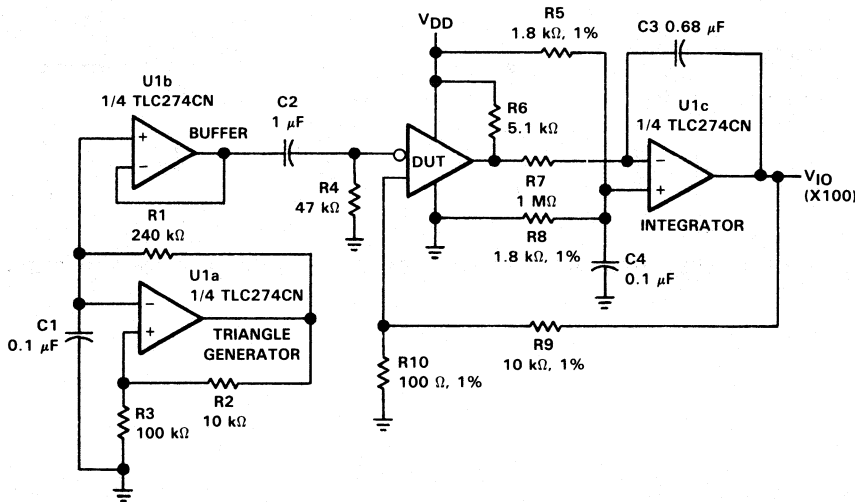 VDD
R5
1.8 kΩ, 1%
C3 0.68 µF
U1b
1/4 TLC274CN
BUFFER
C2
1 µF
R6
5.1 kΩ
U1c
1/4 TLC274CN
+
−
DUT
−
+
VIO
(X100)
R4
47 kΩ
R7
1 MΩ
R8
1.8 kΩ, 1%
INTEGRATOR
C4
0.1 µF
R1
240 kΩ
U1a
1/4 TLC274CN
−
+
TRIANGLE
GENERATOR
C1
0.1 µF
R2
10 kΩ
R3
100 kΩ
R9
10 kΩ, 1%
R10
100 Ω, 1%